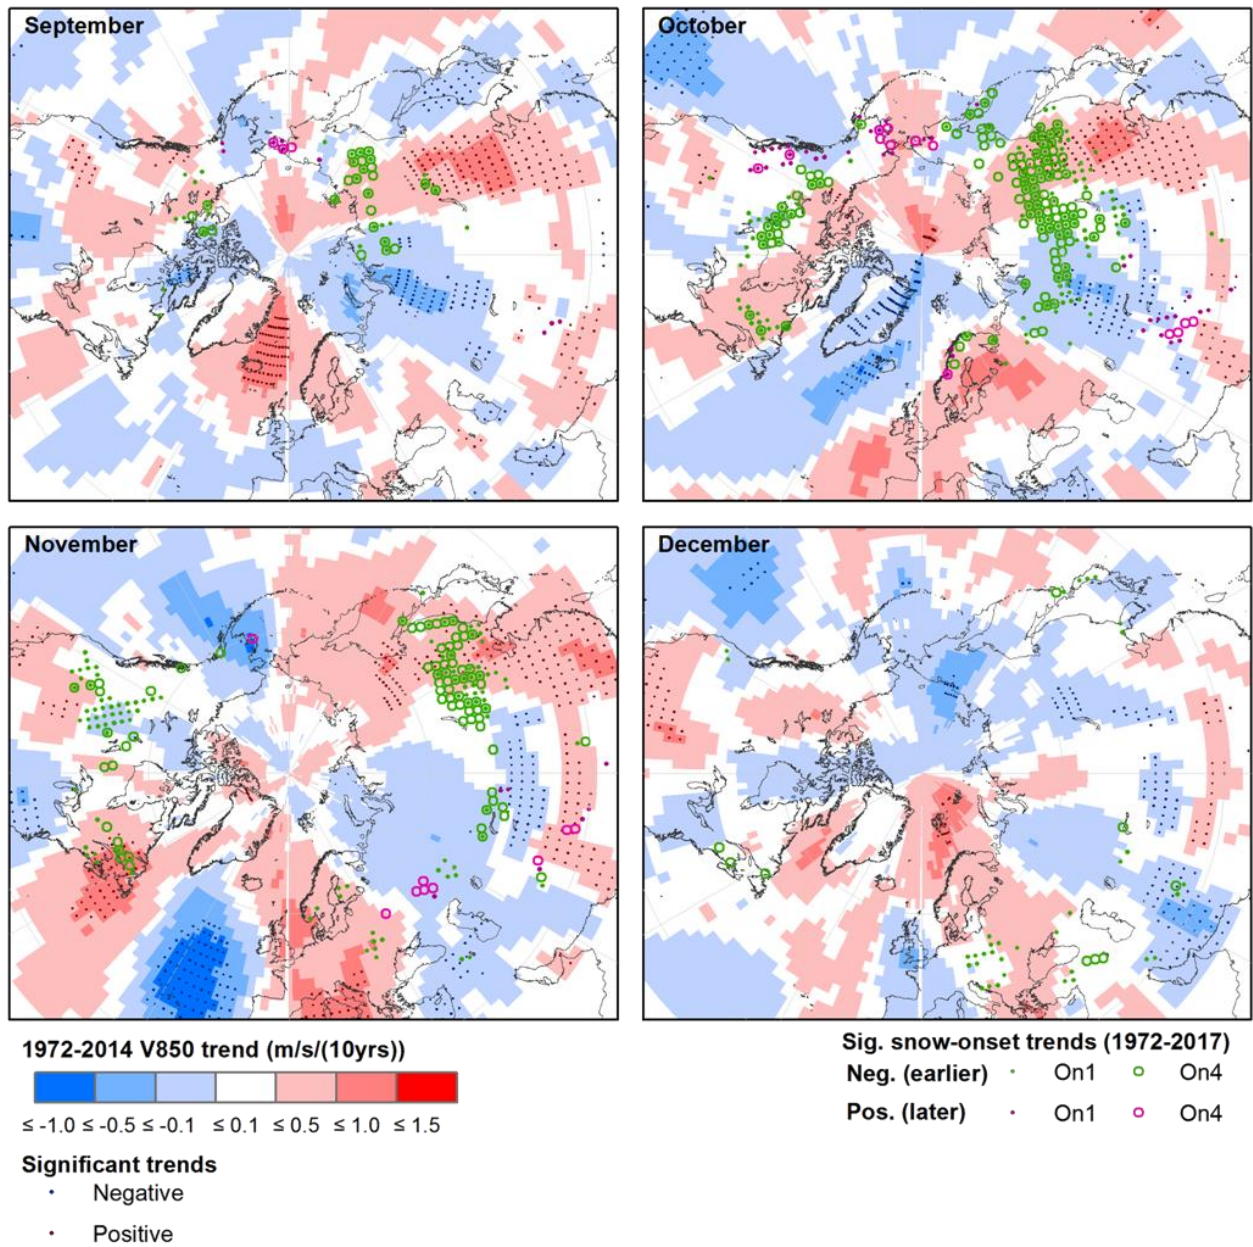 September
October
November
December
1972-2014 V850 trend (m/s/(10yrs))
≤ -1.0 ≤ -0.5 ≤ -0.1 ≤ 0.1 ≤ 0.5 ≤ 1.0 ≤ 1.5
Significant trends
Negative
Positive
Sig. snow-onset trends (1972-2017)
Neg. (earlier) On1 On4
Pos. (later) On1 On4